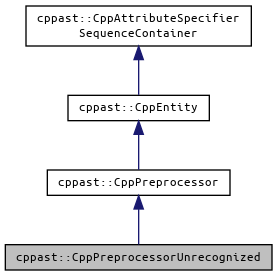 cppast::CppAttributeSpecifier
SequenceContainer
cppast::CppEntity
cppast::CppPreprocessor
cppast::CppPreprocessorUnrecognized